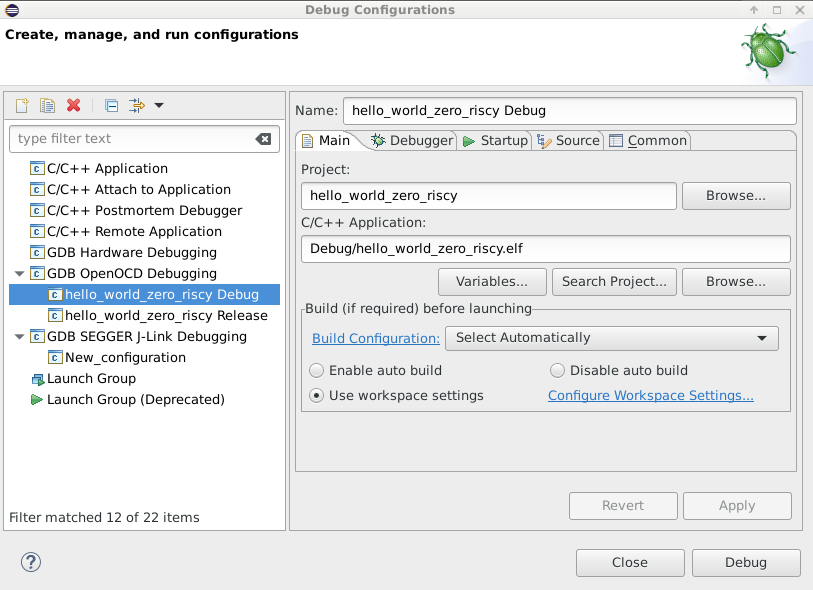 Debug Configurations
Create, manage, and run configurations
type filter text
C/C++ Application
C/C++ Attach to Application
C/C++ Postmortem Debugger
C/C++ Remote Application
GDB Hardware Debugging
GDB OpenOCD Debugging
hello_world_zero_riscy Debug
hello_world_zero_riscy Release
GDB SEGGER J-Link Debugging
New_configuration
Launch Group
Launch Group (Deprecated)
Filter matched 12 of 22 items
Name: hello_world_zero_riscy Debug
Main Debugger Startup Source Common
Project:
hello_world_zero_riscy Browse...
C/C++ Application:
Debug/hello_world_zero_riscy.elf
Variables... Search Project... Browse...
Build (if required) before launching
Build Configuration: Select Automatically
Enable auto build Disable auto build
Use workspace settings Configure Workspace Settings...
Revert Apply
? Close Debug